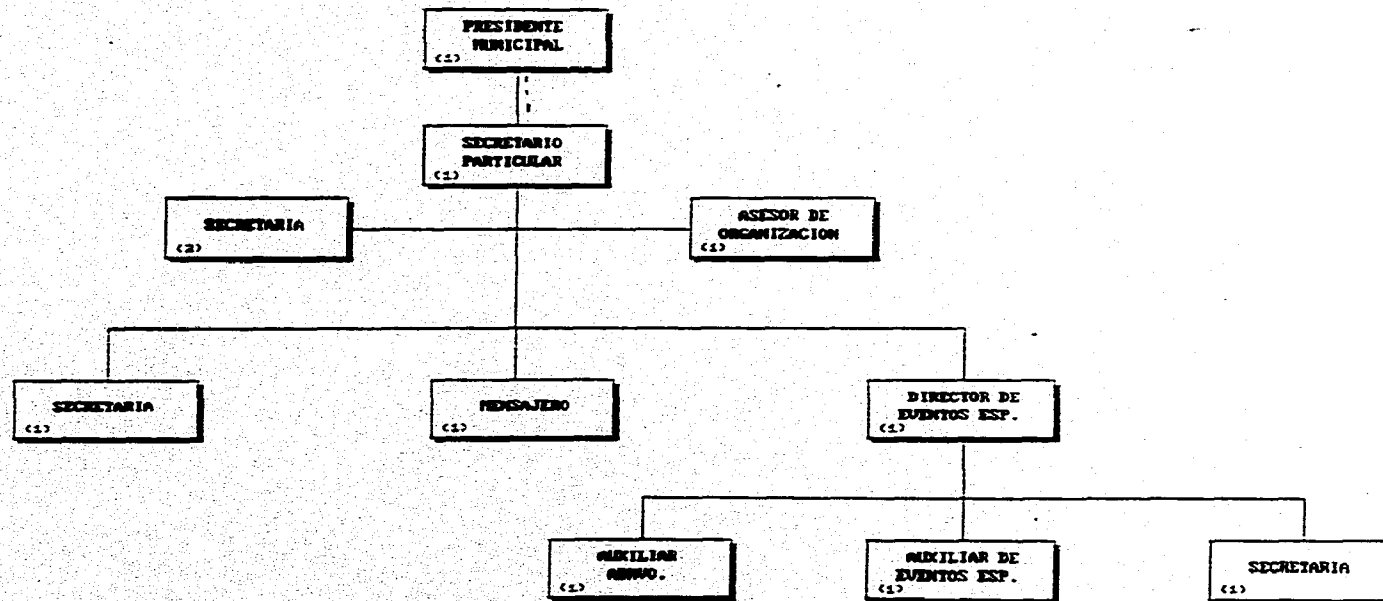 PRESIDENTE
MUNICIPAL
(1)
SECRETARIO
PARTICULAR
(1)
SECRETARIA
(2)
ASESOR DE
ORGANIZACION
(1)
SECRETARIA
(1)
MENSAJERO
(1)
DIRECTOR DE
EVENTOS ESP.
(1)
AUXILIAR
ADMVO.
(1)
AUXILIAR DE
EVENTOS ESP.
(1)
SECRETARIA
(1)